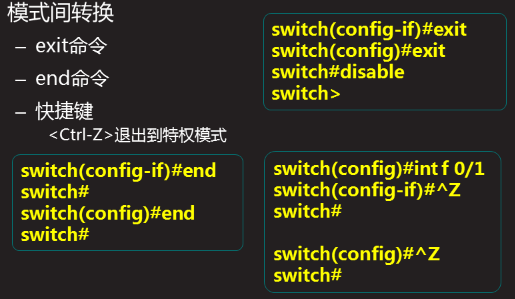 模式间转换
– exit命令
– end命令
– 快捷键
<Ctrl-Z>退出到特权模式
switch(config-if)#exit
switch(config)#exit
switch#disable
switch>
switch(config-if)#end
switch#
switch(config)#end
switch#
switch(config)#int f 0/1
switch(config-if)#^Z
switch#
switch(config)#^Z
switch#